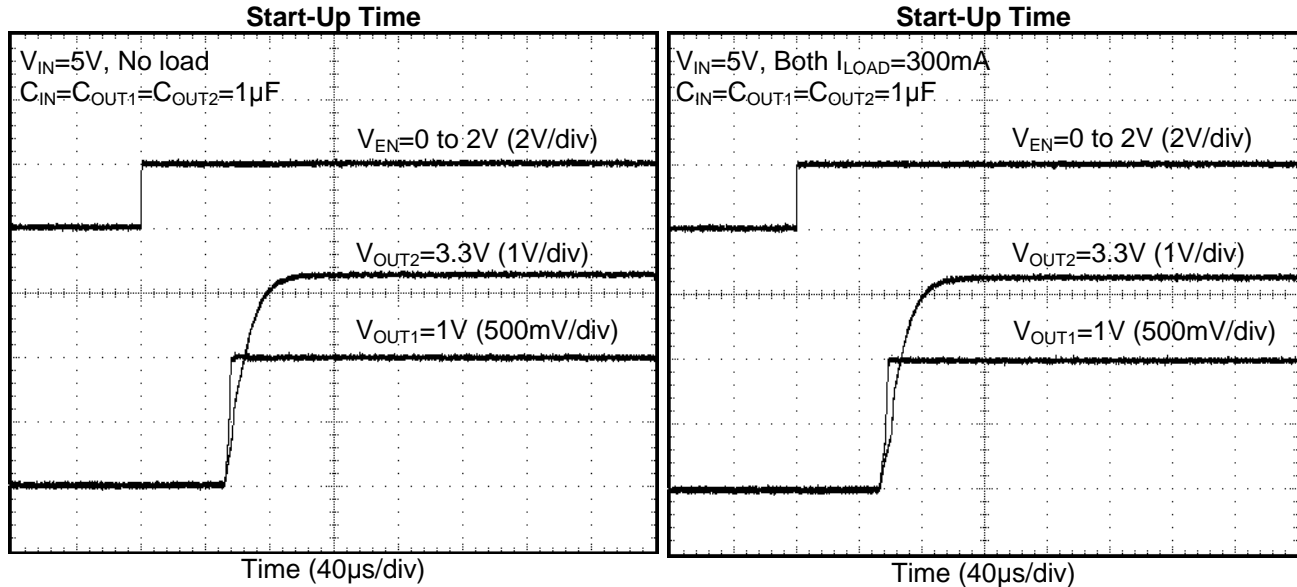 Start-Up Time
V_IN=5V, No load
C_IN=C_OUT1=C_OUT2=1µF
V_EN=0 to 2V (2V/div)
V_OUT2=3.3V (1V/div)
V_OUT1=1V (500mV/div)
Time (40µs/div)
Start-Up Time
V_IN=5V, Both I_LOAD=300mA
C_IN=C_OUT1=C_OUT2=1µF
V_EN=0 to 2V (2V/div)
V_OUT2=3.3V (1V/div)
V_OUT1=1V (500mV/div)
Time (40µs/div)